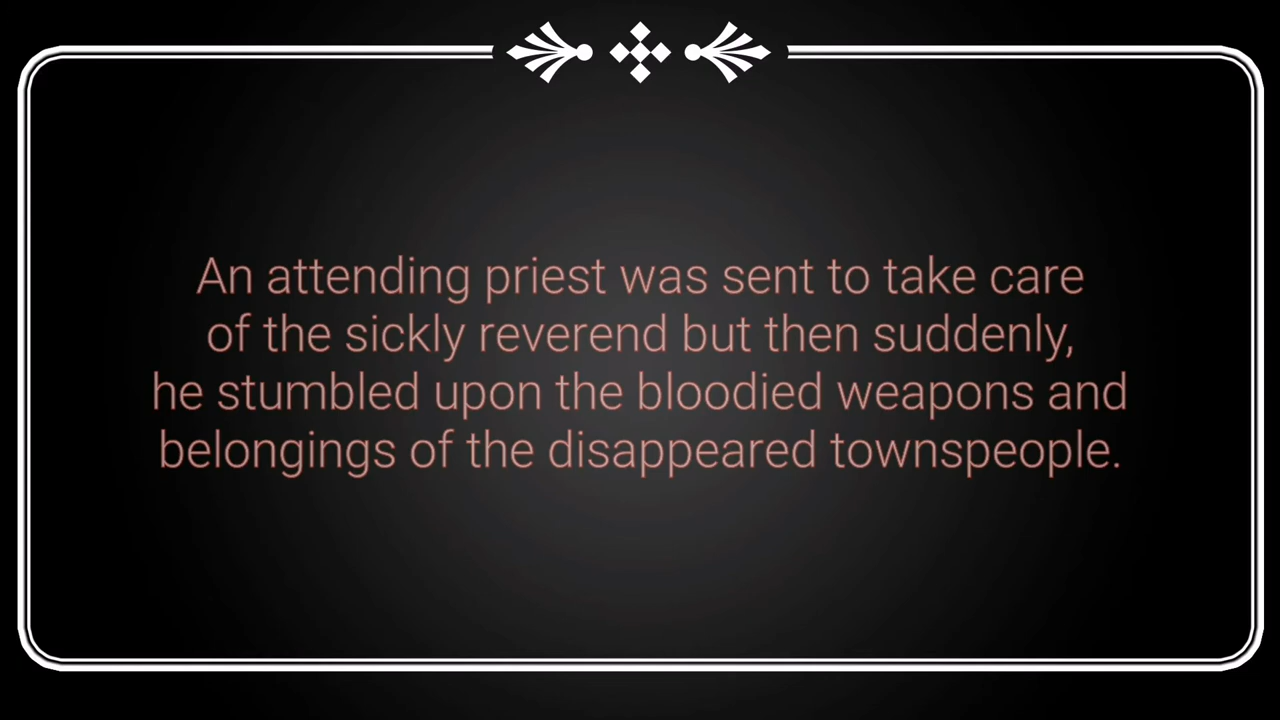 An attending priest was sent to take care
of the sickly reverend but then suddenly,
he stumbled upon the bloodied weapons and
belongings of the disappeared townspeople.